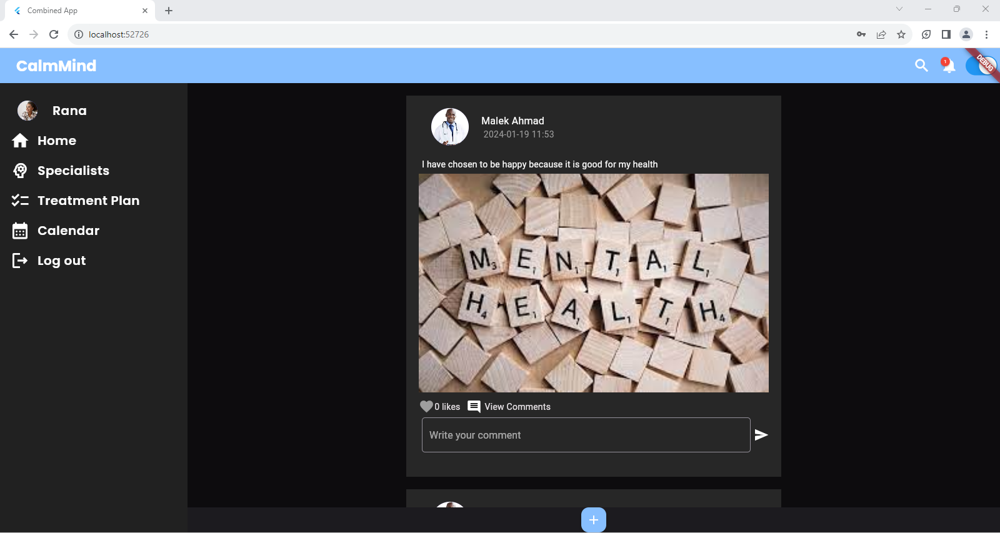 Combined App
localhost:52726
CalmMind
1
DEBUG
Rana
Home
Specialists
Treatment Plan
Calendar
Log out
Malek Ahmad
2024-01-19 11:53
I have chosen to be happy because it is good for my health
M3 E1 N1 T1 A1 L1
H4 E1 A1 L1 T1 H4
0 likes View Comments
Write your comment